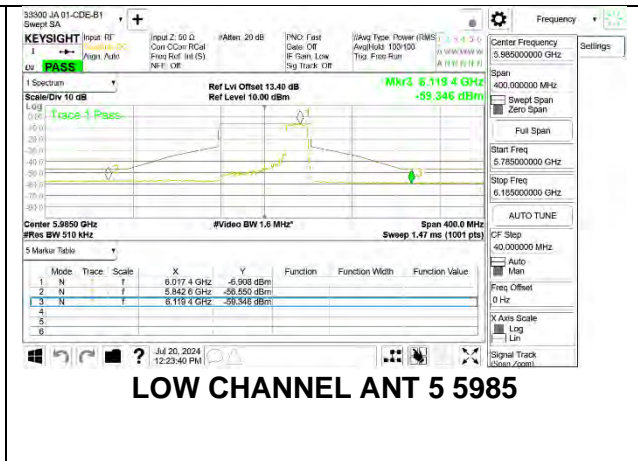 33300 JA 01-CDE-B1
Swept SA
Frequency
KEYSIGHT
Input: RF
Align: Auto
Input Z: 50 Ω
Corr CCorr RCal
Freq Ref: Int (S)
NFE: Off
#Atten: 20 dB
PNO: Fast
Gate: Off
IF Gain: Low
Sig Track: Off
#Avg Type: Power (RMS
Avg|Hold: 100/100
Trig: Free Run
PASS
Center Frequency
5.985000000 GHz
Settings
Span
400.000000 MHz
Swept Span
Zero Span
Full Span
Start Freq
5.785000000 GHz
Stop Freq
6.185000000 GHz
AUTO TUNE
CF Step
40.000000 MHz
Auto
Man
Freq Offset
0 Hz
X Axis Scale
Log
Lin
Signal Track
(Span Zoom)
1 Spectrum
Scale/Div 10 dB
Ref Lvl Offset 13.40 dB
Ref Level 10.00 dBm
Mkr3 6.119 4 GHz
-59.346 dBm
Log
Trace 1 Pass
Center 5.9850 GHz
#Res BW 510 kHz
#Video BW 1.6 MHz*
Span 400.0 MHz
Sweep 1.47 ms (1001 pts)
5 Marker Table
Mode Trace Scale X Y Function Function Width Function Value
1 N 1 f 6.017 4 GHz -6.908 dBm
2 N 1 f 5.842 6 GHz -56.550 dBm
3 N 1 f 6.119 4 GHz -59.346 dBm
4
5
6
Jul 20, 2024
12:23:40 PM
LOW CHANNEL ANT 5 5985